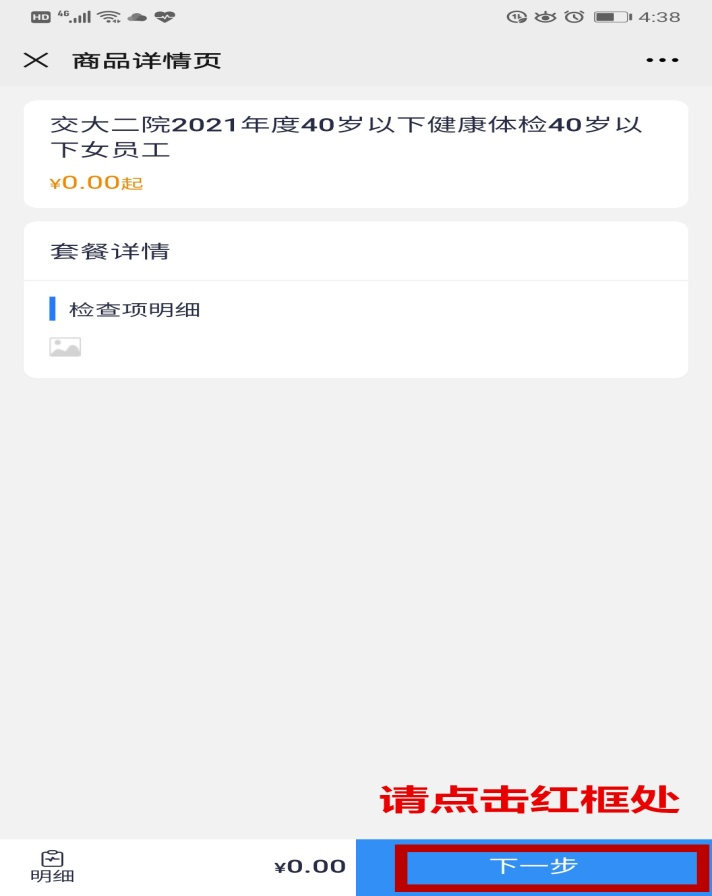 HD 4G 4:38
商品详情页
交大二院2021年度40岁以下健康体检40岁以
下女员工
¥0.00起
套餐详情
检查项明细
请点击红框处
明细
¥0.00
下一步